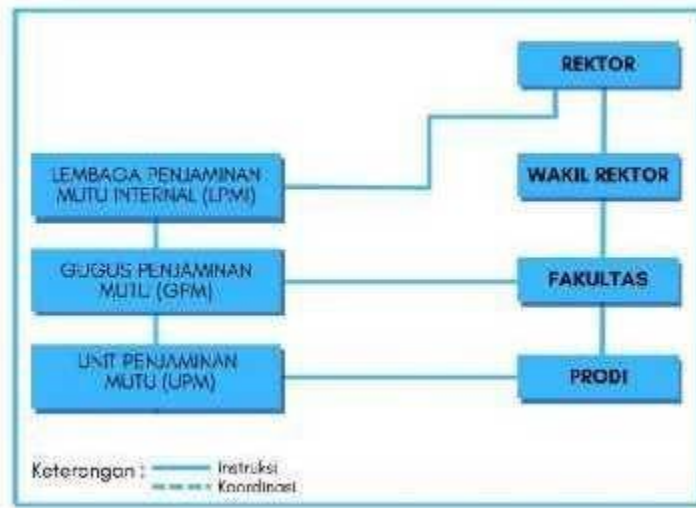 REKTOR
LEMBAGA PENJAMINAN
MUTU INTERNAL (LPMI)
WAKIL REKTOR
GUGUS PENJAMINAN
MUTU (GPM)
FAKULTAS
UNIT PENJAMINAN
MUTU (UPM)
PRODI
Keterangan :
Instruksi
Koordinasi